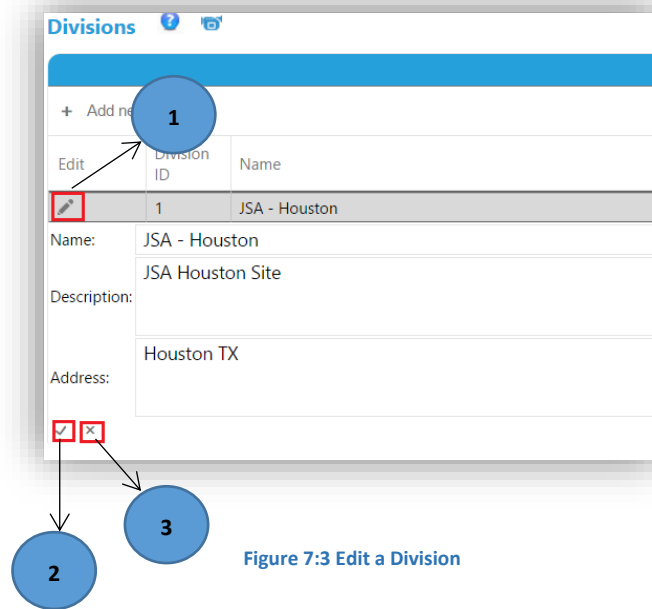 Divisions
+ Add ne
1
Edit
Division ID
Name
1
JSA - Houston
Name:
JSA - Houston
Description:
JSA Houston Site
Address:
Houston TX
3
2
Figure 7:3 Edit a Division